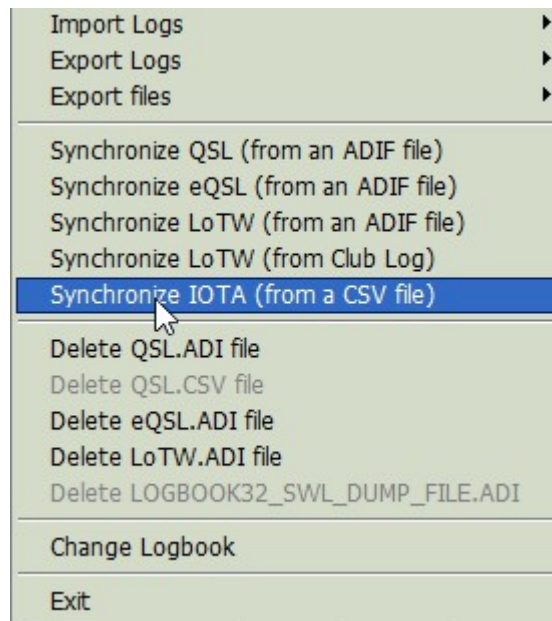 Import Logs
Export Logs
Export files
Synchronize QSL (from an ADIF file)
Synchronize eQSL (from an ADIF file)
Synchronize LoTW (from an ADIF file)
Synchronize LoTW (from Club Log)
Synchronize IOTA (from a CSV file)
Delete QSL.ADI file
Delete QSL.CSV file
Delete eQSL.ADI file
Delete LoTW.ADI file
Delete LOGBOOK32_SWL_DUMP_FILE.ADI
Change Logbook
Exit